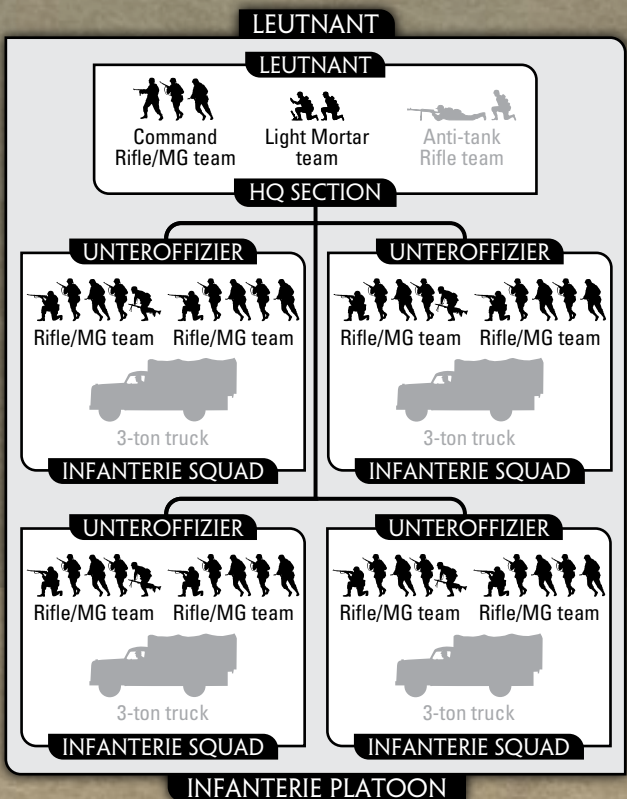 LEUTNANT
LEUTNANT
Command
Rifle/MG team
Light Mortar
team
Anti-tank
Rifle team
HQ SECTION
UNTEROFFIZIER
Rifle/MG team Rifle/MG team
3-ton truck
INFANTERIE SQUAD
UNTEROFFIZIER
Rifle/MG team Rifle/MG team
3-ton truck
INFANTERIE SQUAD
UNTEROFFIZIER
Rifle/MG team Rifle/MG team
3-ton truck
INFANTERIE SQUAD
UNTEROFFIZIER
Rifle/MG team Rifle/MG team
3-ton truck
INFANTERIE SQUAD
INFANTERIE PLATOON